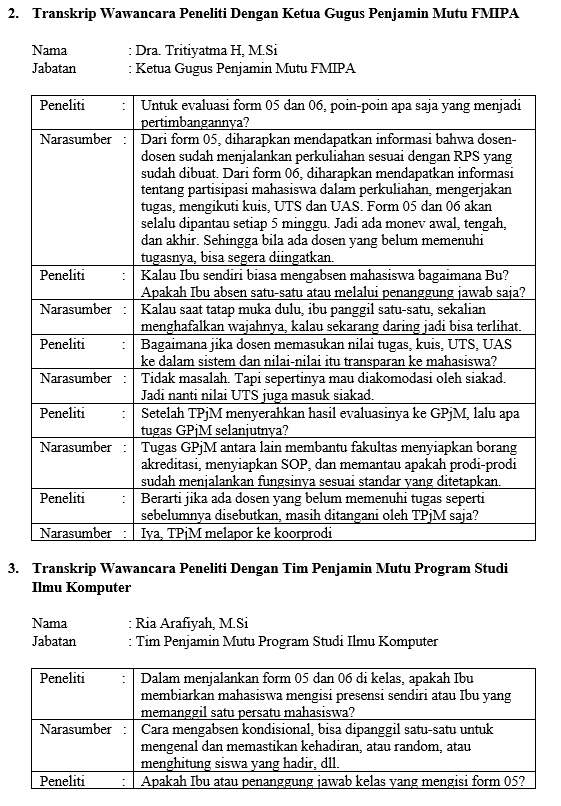 2. Transkrip Wawancara Peneliti Dengan Ketua Gugus Penjamin Mutu FMIPA
Nama : Dra. Tritiyatma H, M.Si
Jabatan : Ketua Gugus Penjamin Mutu FMIPA
Peneliti : Untuk evaluasi form 05 dan 06, poin-poin apa saja yang menjadi
pertimbangannya?
Narasumber : Dari form 05, diharapkan mendapatkan informasi bahwa dosen-
dosen sudah menjalankan perkuliahan sesuai dengan RPS yang
sudah dibuat. Dari form 06, diharapkan mendapatkan informasi
tentang partisipasi mahasiswa dalam perkuliahan, mengerjakan
tugas, mengikuti kuis, UTS dan UAS. Form 05 dan 06 akan
selalu dipantau setiap 5 minggu. Jadi ada monev awal, tengah,
dan akhir. Sehingga bila ada dosen yang belum memenuhi
tugasnya, bisa segera diingatkan.
Peneliti : Kalau Ibu sendiri biasa mengabsen mahasiswa bagaimana Bu?
Apakah Ibu absen satu-satu atau melalui penanggung jawab saja?
Narasumber : Kalau saat tatap muka dulu, ibu panggil satu-satu, sekalian
menghafalkan wajahnya, kalau sekarang daring jadi bisa terlihat.
Peneliti : Bagaimana jika dosen memasukan nilai tugas, kuis, UTS, UAS
ke dalam sistem dan nilai-nilai itu transparan ke mahasiswa?
Narasumber : Tidak masalah. Tapi sepertinya mau diakomodasi oleh siakad.
Jadi nanti nilai UTS juga masuk siakad.
Peneliti : Setelah TPjM menyerahkan hasil evaluasinya ke GPjM, lalu apa
tugas GPjM selanjutnya?
Narasumber : Tugas GPjM antara lain membantu fakultas menyiapkan borang
akreditasi, menyiapkan SOP, dan memantau apakah prodi-prodi
sudah menjalankan fungsinya sesuai standar yang ditetapkan.
Peneliti : Berarti jika ada dosen yang belum memenuhi tugas seperti
sebelumnya disebutkan, masih ditangani oleh TPjM saja?
Narasumber : Iya, TPjM melapor ke koorprodi
3. Transkrip Wawancara Peneliti Dengan Tim Penjamin Mutu Program Studi
Ilmu Komputer
Nama : Ria Arafiyah, M.Si
Jabatan : Tim Penjamin Mutu Program Studi Ilmu Komputer
Peneliti : Dalam menjalankan form 05 dan 06 di kelas, apakah Ibu
membiarkan mahasiswa mengisi presensi sendiri atau Ibu yang
memanggil satu persatu mahasiswa?
Narasumber : Cara mengabsen kondisional, bisa dipanggil satu-satu untuk
mengenal dan memastikan kehadiran, atau random, atau
menghitung siswa yang hadir, dll.
Peneliti : Apakah Ibu atau penanggung jawab kelas yang mengisi form 05?